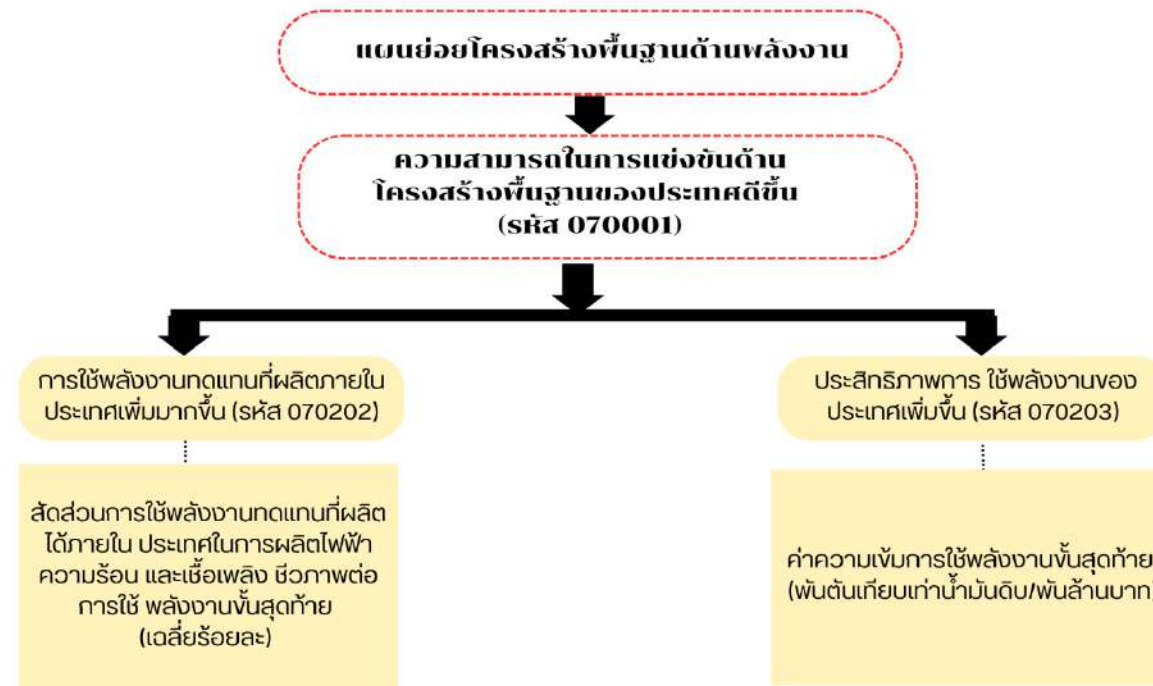 แผนย่อยโครงสร้างพื้นฐานด้านพลังงาน
ความสามารถในการแข่งขันด้าน
โครงสร้างพื้นฐานของประเทศดีขึ้น
(รหัส 070001)
การใช้พลังงานทดแทนที่ผลิตภายใน
ประเทศเพิ่มมากขึ้น (รหัส 070202)
สัดส่วนการใช้พลังงานทดแทนที่ผลิต
ได้ภายใน ประเทศในการผลิตไฟฟ้า
ความร้อน และเชื้อเพลิง ชีวภาพต่อ
การใช้ พลังงานขั้นสุดท้าย
(เฉลี่ยร้อยละ)
ประสิทธิภาพการ ใช้พลังงานของ
ประเทศเพิ่มขึ้น (รหัส 070203)
ค่าความเข้มการใช้พลังงานขั้นสุดท้าย
(พันตันเทียบเท่าน้ำมันดิบ/พันล้านบาท)